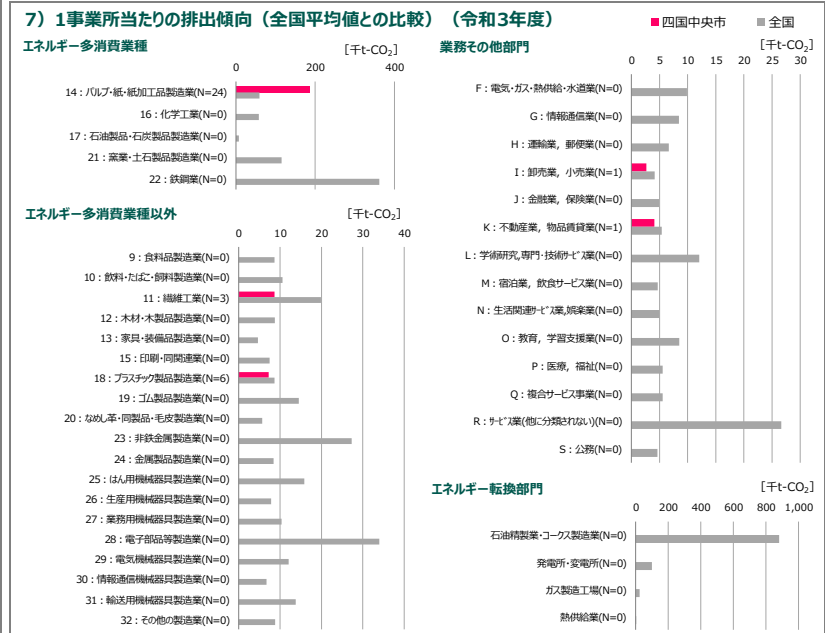 7）1事業所当たりの排出傾向（全国平均値との比較）（令和3年度）
■四国中央市 ■全国
エネルギー多消費業種
[千t-CO₂]
0 200 400
14：パルプ・紙・紙加工品製造業(N=24)
16：化学工業(N=0)
17：石油製品・石炭製品製造業(N=0)
21：窯業・土石製品製造業(N=0)
22：鉄鋼業(N=0)
エネルギー多消費業種以外
[千t-CO₂]
0 10 20 30 40
9：食料品製造業(N=0)
10：飲料・たばこ・飼料製造業(N=0)
11：繊維工業(N=3)
12：木材・木製品製造業(N=0)
13：家具・装備品製造業(N=0)
15：印刷・同関連業(N=0)
18：プラスチック製品製造業(N=6)
19：ゴム製品製造業(N=0)
20：なめし革・同製品・毛皮製造業(N=0)
23：非鉄金属製造業(N=0)
24：金属製品製造業(N=0)
25：はん用機械器具製造業(N=0)
26：生産用機械器具製造業(N=0)
27：業務用機械器具製造業(N=0)
28：電子部品等製造業(N=0)
29：電気機械器具製造業(N=0)
30：情報通信機械器具製造業(N=0)
31：輸送用機械器具製造業(N=0)
32：その他の製造業(N=0)
業務その他部門
[千t-CO₂]
0 5 10 15 20 25 30
F：電気・ガス・熱供給・水道業(N=0)
G：情報通信業(N=0)
H：運輸業，郵便業(N=0)
I：卸売業，小売業(N=1)
J：金融業，保険業(N=0)
K：不動産業，物品賃貸業(N=1)
L：学術研究,専門・技術サービス業(N=0)
M：宿泊業，飲食サービス業(N=0)
N：生活関連サービス業,娯楽業(N=0)
O：教育，学習支援業(N=0)
P：医療，福祉(N=0)
Q：複合サービス事業(N=0)
R：サービス業(他に分類されない)(N=0)
S：公務(N=0)
エネルギー転換部門
[千t-CO₂]
0 200 400 600 800 1,000
石油精製業・コークス製造業(N=0)
発電所・変電所(N=0)
ガス製造工場(N=0)
熱供給業(N=0)